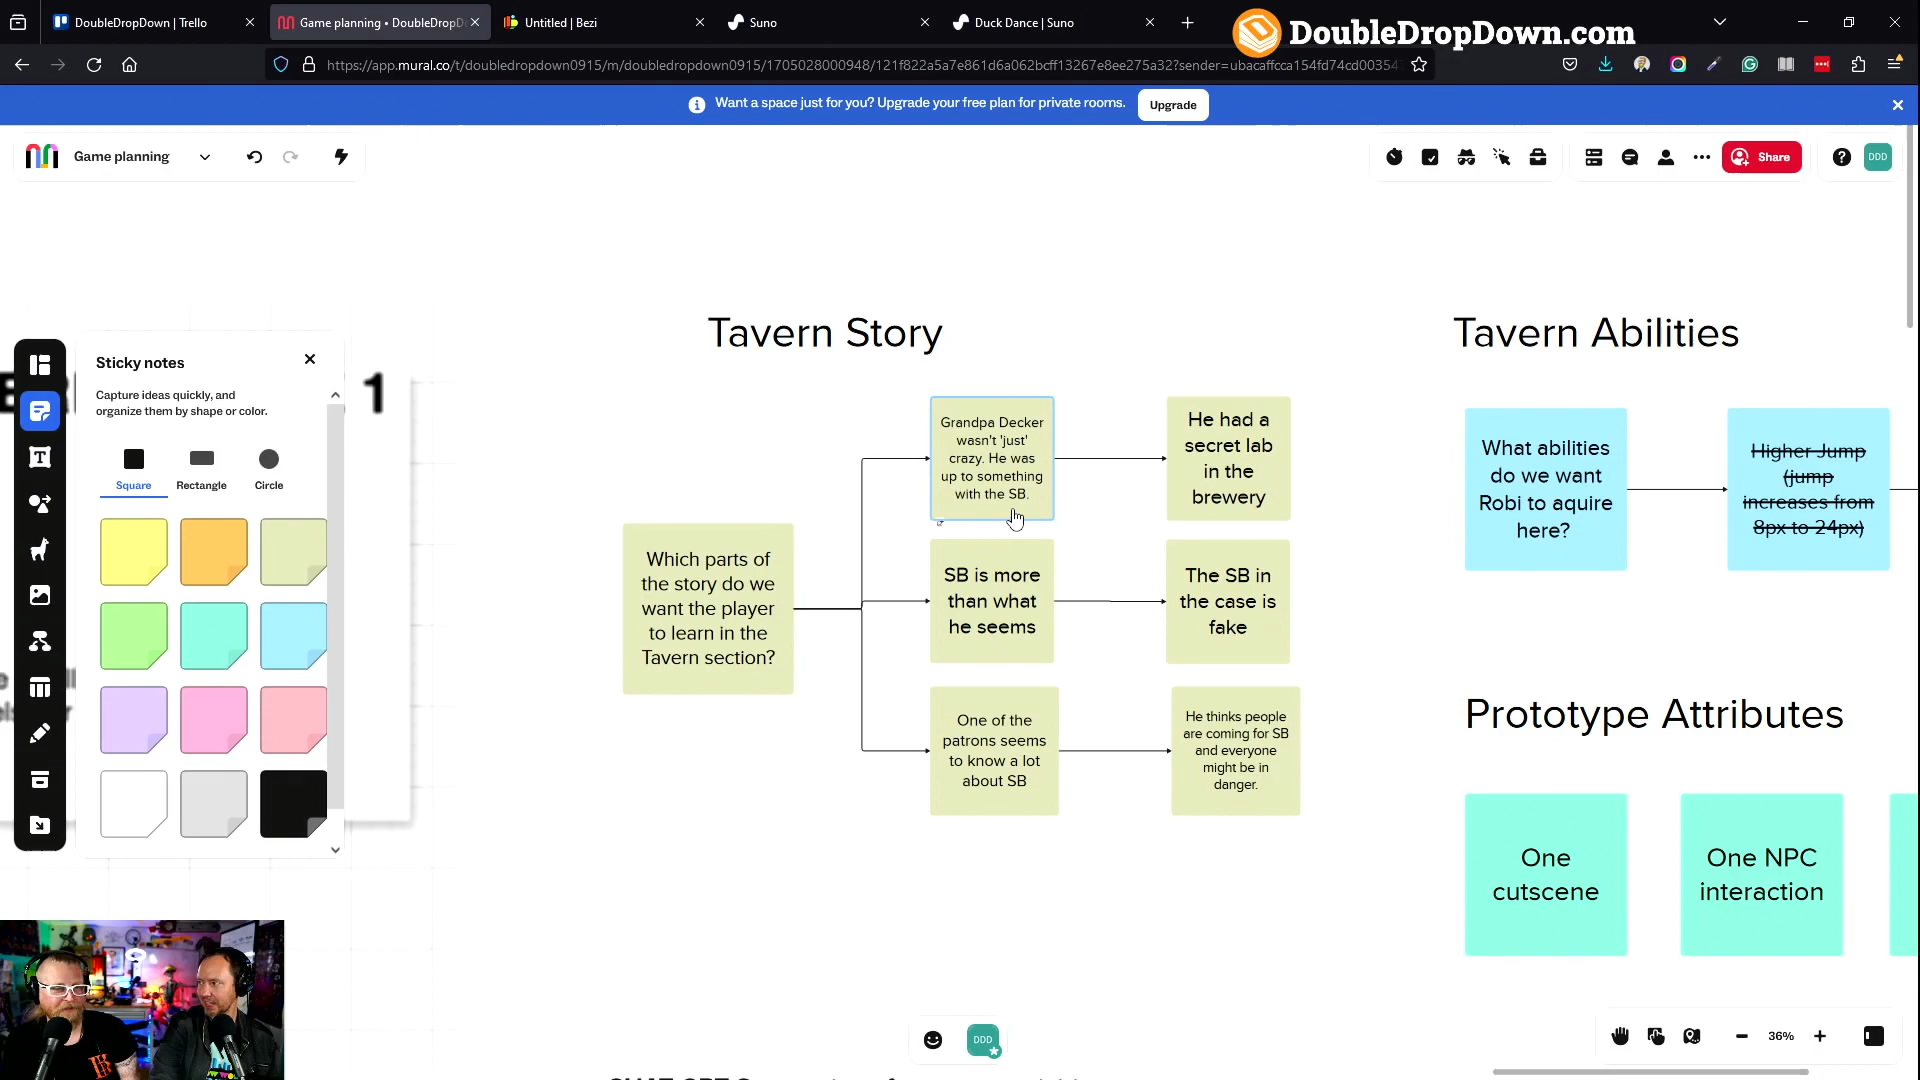 DoubleDropDown | Trello
Game planning • DoubleDropD
Untitled | Bezi
Suno
Duck Dance | Suno
DoubleDropDown.com
https://app.mural.co/t/doubledropdown0915/m/doubledropdown0915/1705028000948/121f822a5a7e861d6a062bcff13267e8ee275a32?sender=ubacaffcca154fd74cd00354
Want a space just for you? Upgrade your free plan for private rooms.
Upgrade
Game planning
Share
DDD
Tavern Story
Tavern Abilities
Sticky notes
Capture ideas quickly, and
organize them by shape or color.
Square
Rectangle
Circle
1
Which parts of
the story do we
want the player
to learn in the
Tavern section?
Grandpa Decker
wasn't 'just'
crazy. He was
up to something
with the SB.
He had a
secret lab
in the
brewery
SB is more
than what
he seems
The SB in
the case is
fake
One of the
patrons seems
to know a lot
about SB
He thinks people
are coming for SB
and everyone
might be in
danger.
What abilities
do we want
Robi to aquire
here?
Higher Jump
(jump
increases from
8px to 24px)
Prototype Attributes
One
cutscene
One NPC
interaction
DDD
36%